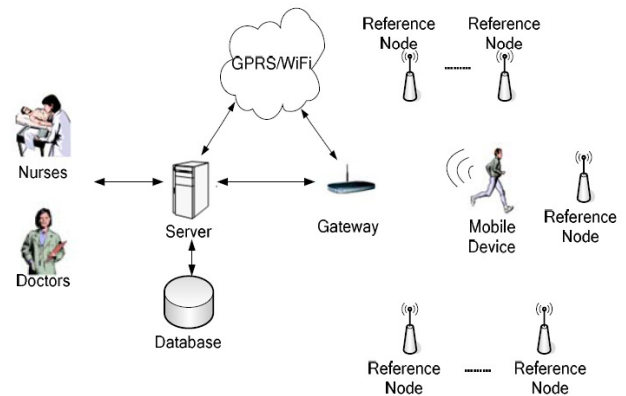 Reference
Node
Reference
Node
GPRS/WiFi
Nurses
Server
Gateway
Mobile
Device
Reference
Node
Doctors
Database
Reference
Node
Reference
Node